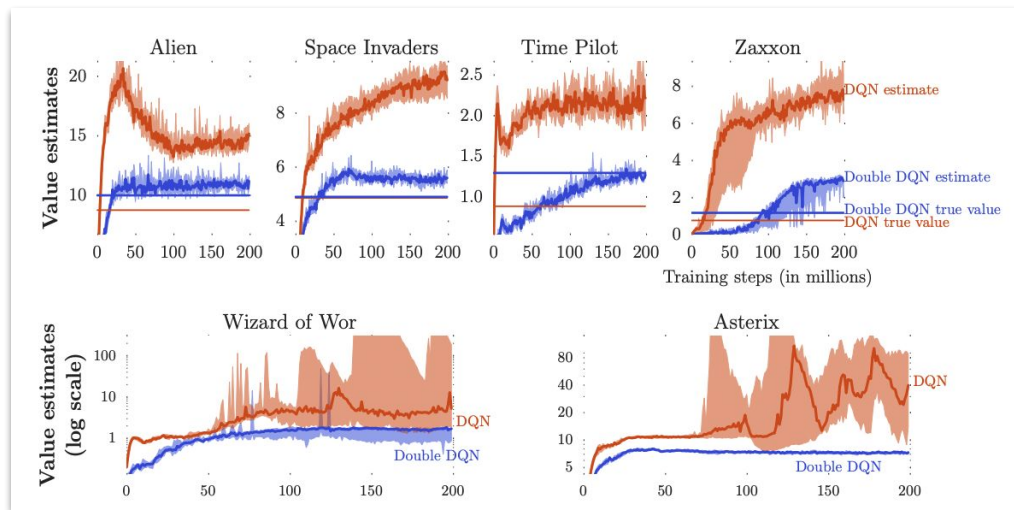 Alien
Space Invaders
Time Pilot
Zaxxon
Value estimates
20
15
10
0 50 100 150 200
8
6
4
0 50 100 150 200
2.5
2.0
1.0
0 50 100 150 200
8
6
4
2
0
0 50 100 150 200
DQN estimate
Double DQN estimate
Double DQN true value
DQN true value
Training steps (in millions)
Wizard of Wor
Asterix
Value estimates
(log scale)
100
10
1
0 50 100 150 200
DQN
Double DQN
80
40
20
10
5
0 50 100 150 200
DQN
Double DQN